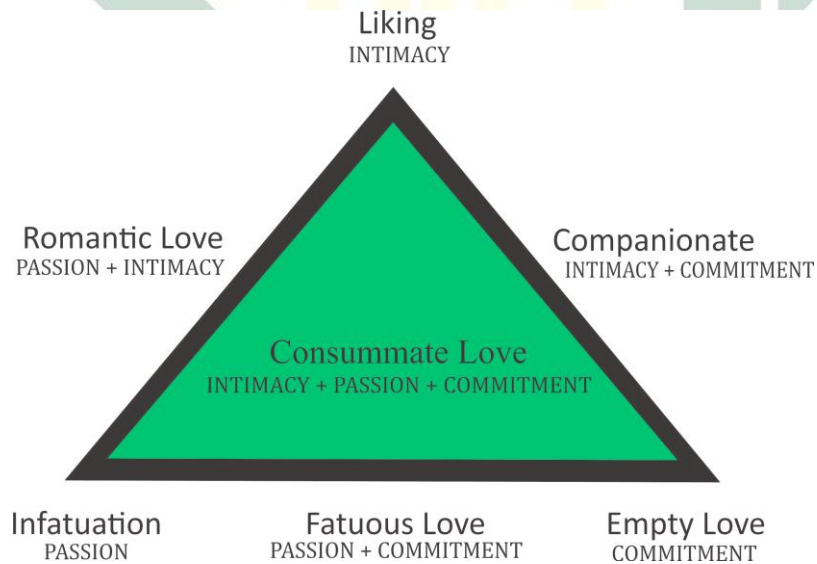 Liking
INTIMACY
Romantic Love
PASSION + INTIMACY
Companionate
INTIMACY + COMMITMENT
Consummate Love
INTIMACY + PASSION + COMMITMENT
Infatuation
PASSION
Fatuous Love
PASSION + COMMITMENT
Empty Love
COMMITMENT